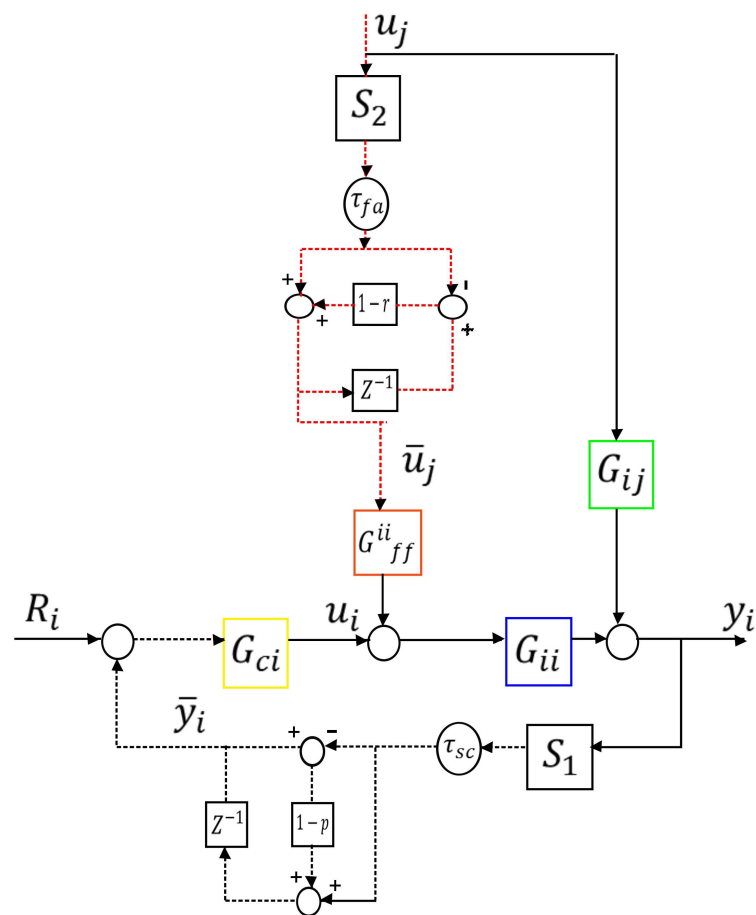 u_j
S_2
τ_fa
+ -
1-r
+ +
Z^-1
ū_j
G_ij
G^ii_ff
R_i u_i y_i
G_ci G_ii
ȳ_i + - τ_sc S_1
Z^-1 1-p
+ +